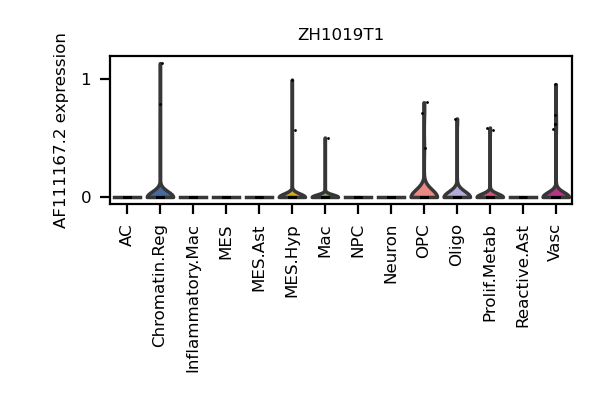 ZH1019T1
AF111167.2 expression
1
0
AC
Chromatin.Reg
Inflammatory.Mac
MES
MES.Ast
MES.Hyp
Mac
NPC
Neuron
OPC
Oligo
Prolif.Metab
Reactive.Ast
Vasc